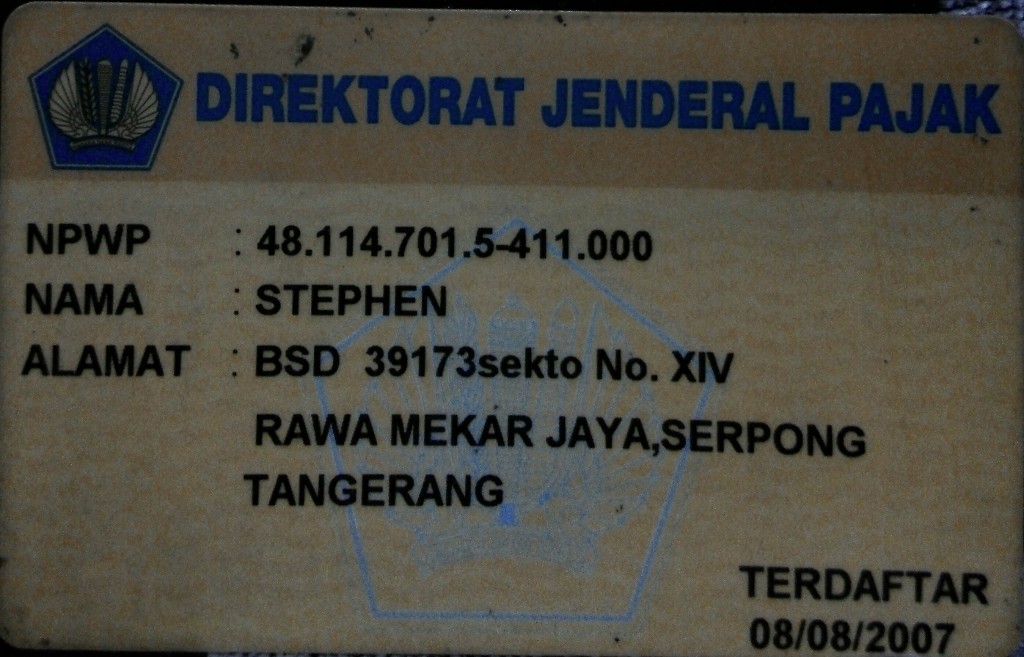 DIREKTORAT JENDERAL PAJAK
NPWP : 48.114.701.5-411.000
NAMA : STEPHEN
ALAMAT : BSD 39173sekto No. XIV
RAWA MEKAR JAYA,SERPONG
TANGERANG
TERDAFTAR
08/08/2007